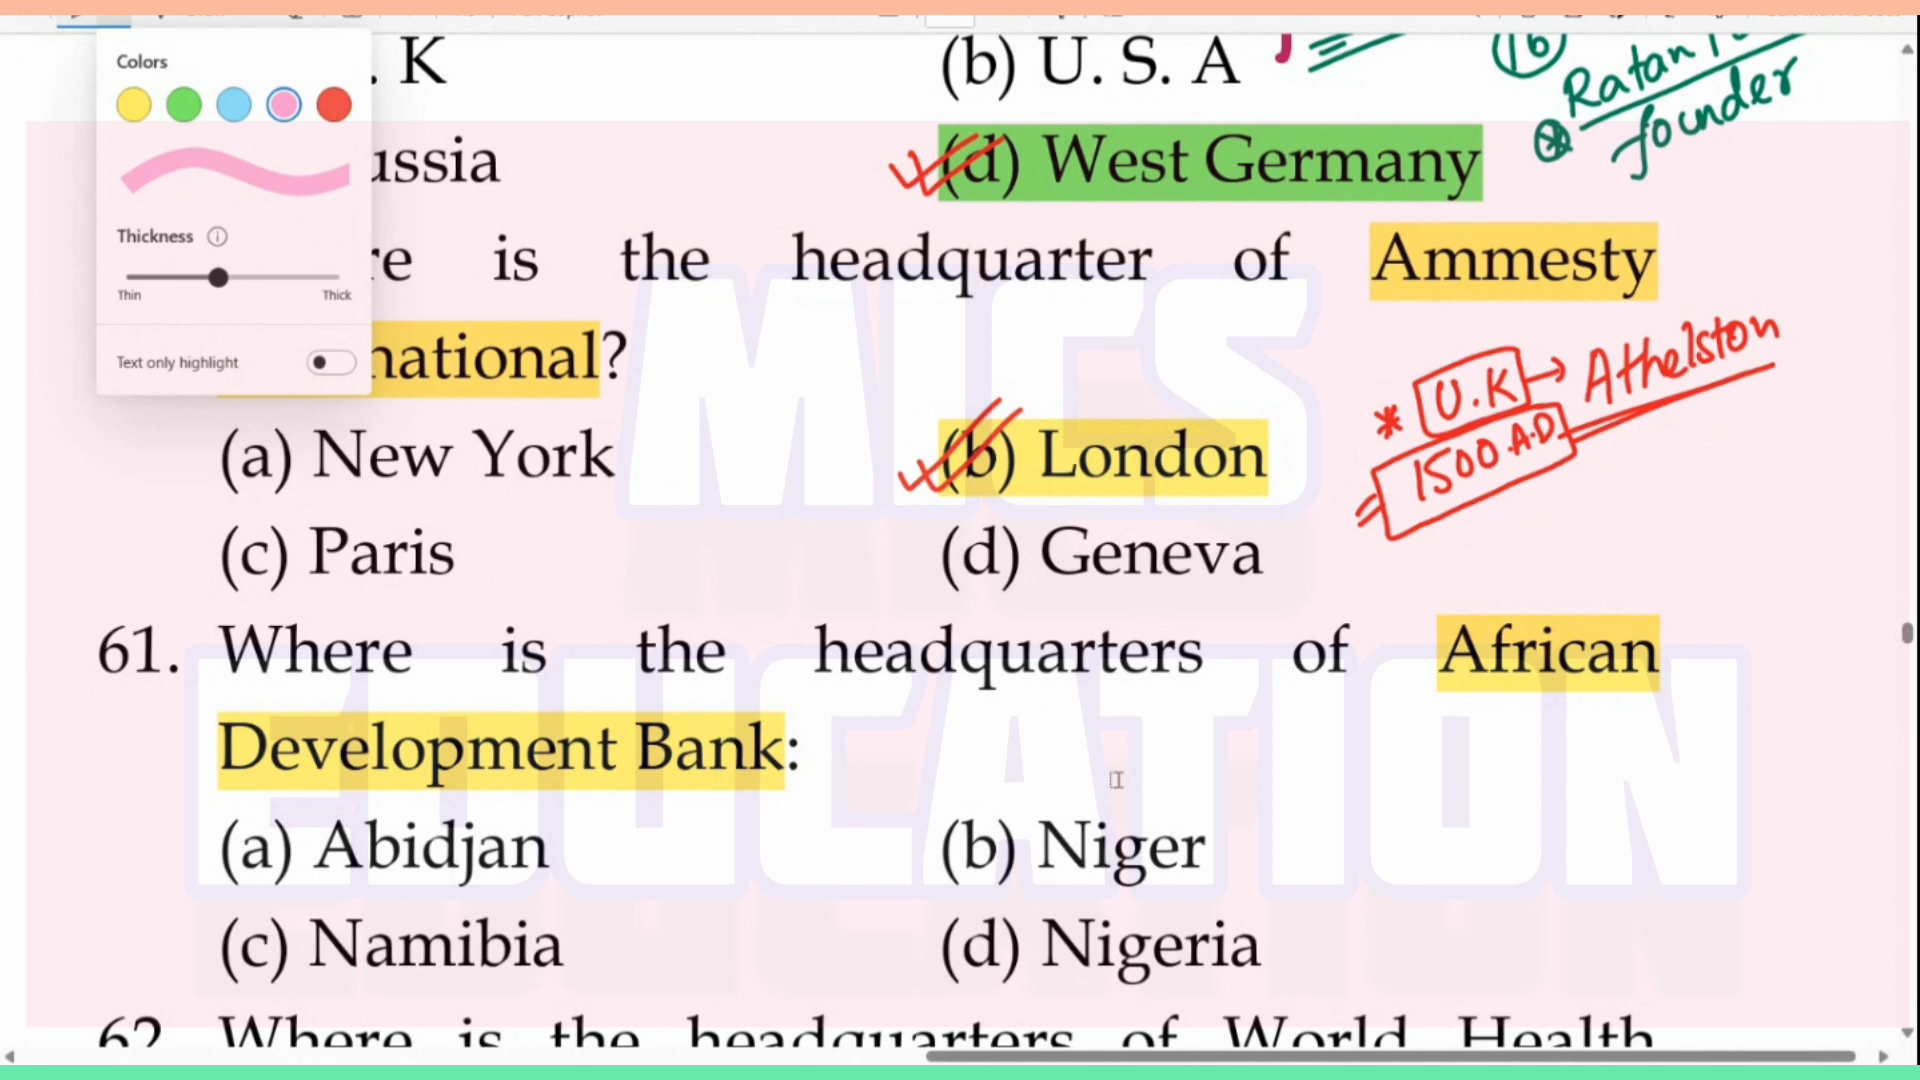 Colors
. K
(b) U. S. A
(16)
Ratan
founder
ussia
(d) West Germany
Thickness
Thin
Thick
re is the headquarter of Ammesty
national?
Text only highlight
* U.K → Athelston
1500 A.D
(a) New York
(b) London
(c) Paris
(d) Geneva
61. Where is the headquarters of African
Development Bank:
(a) Abidjan
(b) Niger
(c) Namibia
(d) Nigeria
62. Where is the headquarters of World Health
MICS
EDUCATION